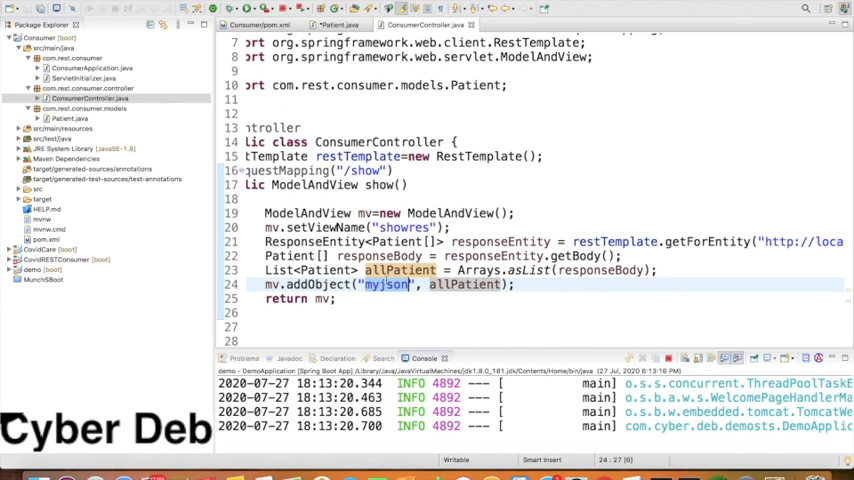 Package Explorer
Consumer/pom.xml
*Patient.java
ConsumerController.java
Consumer [boot]
src/main/java
com.rest.consumer
ConsumerApplication.java
ServletInitializer.java
com.rest.consumer.controller
ConsumerController.java
com.rest.consumer.models
Patient.java
src/main/resources
src/test/java
JRE System Library [JavaSE-1.8]
Maven Dependencies
target/generated-sources/annotations
target/generated-test-sources/test-annotations
src
target
HELP.md
mvnw
mvnw.cmd
pom.xml
CovidCare [boot]
CovidRESTConsumer [boot]
demo [boot]
MunchSBoot
7 ort org.springframework.web.client.RestTemplate;
8 ort org.springframework.web.servlet.ModelAndView;
9
10 ort com.rest.consumer.models.Patient;
11
12
13 ntroller
14 lic class ConsumerController {
15 tTemplate restTemplate=new RestTemplate();
16 questMapping("/show")
17 lic ModelAndView show()
18
19 ModelAndView mv=new ModelAndView();
20 mv.setViewName("showres");
21 ResponseEntity<Patient[]> responseEntity = restTemplate.getForEntity("http://loca
22 Patient[] responseBody = responseEntity.getBody();
23 List<Patient> allPatient = Arrays.asList(responseBody);
24 mv.addObject("myjson", allPatient);
25 return mv;
26
27
28
Problems Javadoc Declaration Search Console
demo - DemoApplication [Spring Boot App] /Library/Java/JavaVirtualMachines/jdk1.8.0_181.jdk/Contents/Home/bin/java (27 Jul 2020, 6:13:16 PM)
2020-07-27 18:13:20.344 INFO 4892 --- [ main] o.s.s.concurrent.ThreadPoolTaskE
2020-07-27 18:13:20.463 INFO 4892 --- [ main] o.s.b.a.w.s.WelcomePageHandlerMa
2020-07-27 18:13:20.685 INFO 4892 --- [ main] o.s.b.w.embedded.tomcat.TomcatWe
2020-07-27 18:13:20.700 INFO 4892 --- [ main] com.cyber.deb.demosts.DemoApplic
Cyber Deb
Writable Smart Insert 24 : 27 [6]